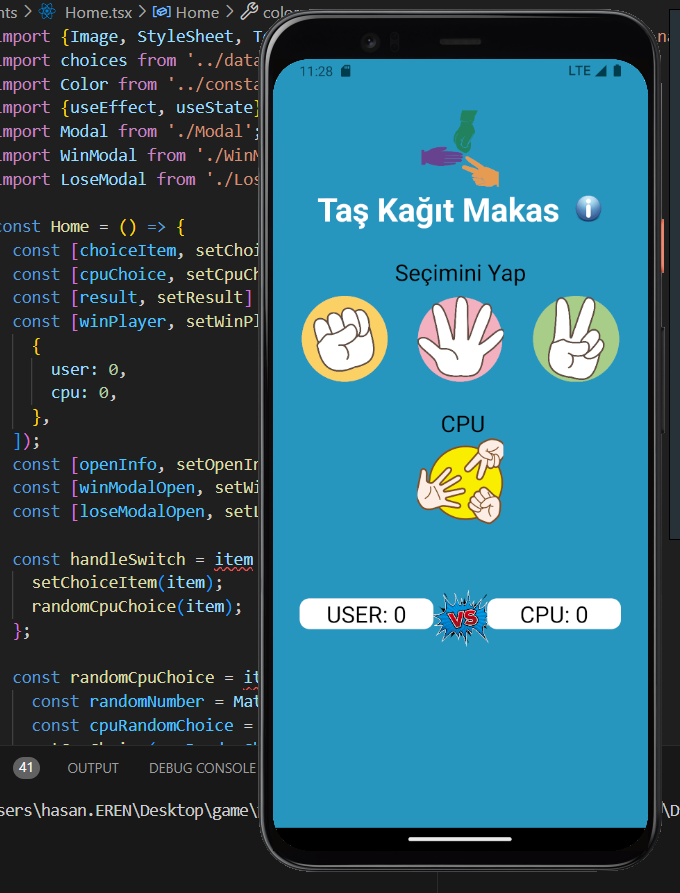 nts > Home.tsx > Home > color
import {Image, StyleSheet, T
import choices from '../data
import Color from '../consta
import {useEffect, useState}
import Modal from './Modal';
import WinModal from './WinM
import LoseModal from './Los
const Home = () => {
const [choiceItem, setChoi
const [cpuChoice, setCpuCh
const [result, setResult]
const [winPlayer, setWinPl
{
user: 0,
cpu: 0,
},
]);
const [openInfo, setOpenIn
const [winModalOpen, setWi
const [loseModalOpen, setL
const handleSwitch = item
setChoiceItem(item);
randomCpuChoice(item);
};
const randomCpuChoice = it
const randomNumber = Mat
const cpuRandomChoice =
41 OUTPUT DEBUG CONSOLE
sers\hasan.EREN\Desktop\game\
11:28 LTE
Taş Kağıt Makas i
Seçimini Yap
CPU
USER: 0 VS CPU: 0